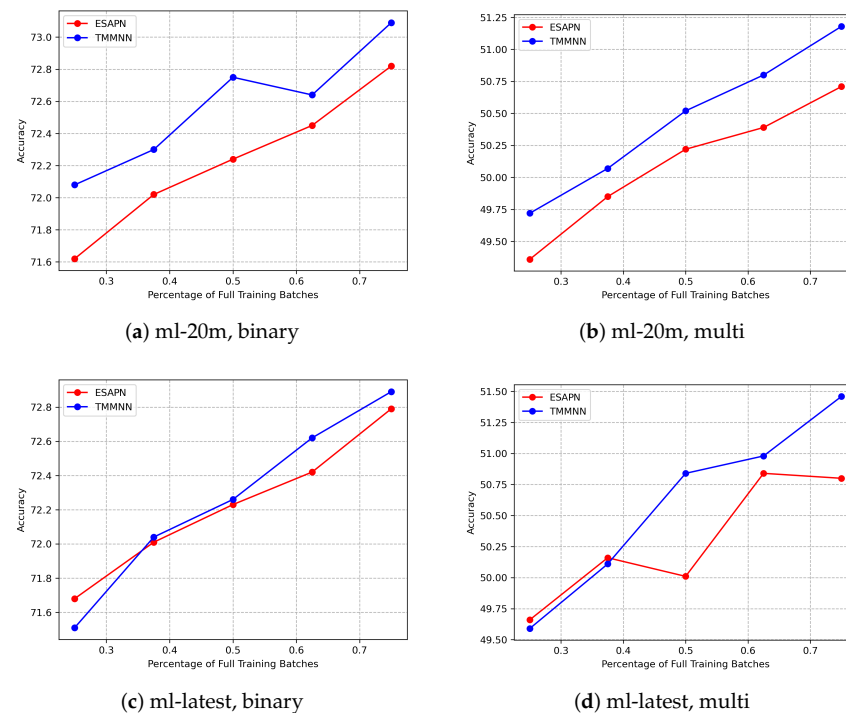 ESAPN
TMMNN
73.0
72.8
72.6
72.4
72.2
72.0
71.8
71.6
Accuracy
0.3 0.4 0.5 0.6 0.7
Percentage of Full Training Batches
(a) ml-20m, binary
ESAPN
TMMNN
51.25
51.00
50.75
50.50
50.25
50.00
49.75
49.50
Accuracy
0.3 0.4 0.5 0.6 0.7
Percentage of Full Training Batches
(b) ml-20m, multi
ESAPN
TMMNN
72.8
72.6
72.4
72.2
72.0
71.8
71.6
Accuracy
0.3 0.4 0.5 0.6 0.7
Percentage of Full Training Batches
(c) ml-latest, binary
ESAPN
TMMNN
51.50
51.25
51.00
50.75
50.50
50.25
50.00
49.75
49.50
Accuracy
0.3 0.4 0.5 0.6 0.7
Percentage of Full Training Batches
(d) ml-latest, multi